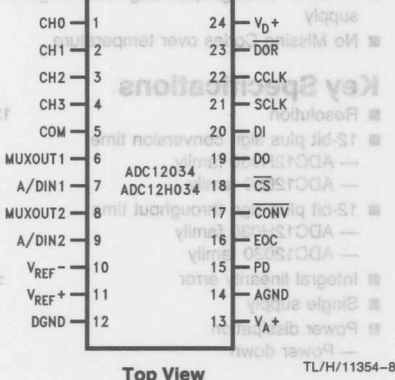 CH0 1 24 VD+
CH1 2 23 DOR
CH2 3 22 CCLK
CH3 4 21 SCLK
COM 5 20 DI
MUXOUT1 6 19 DO
A/DIN1 7 18 CS
MUXOUT2 8 17 CONV
A/DIN2 9 16 EOC
VREF- 10 15 PD
VREF+ 11 14 AGND
DGND 12 13 VA+
ADC12034
ADC12H034
Top View
TL/H/11354-8
supply
No Missing Codes over temperature
Key Specifications
Resolution
12-bit plus sign conversion time
— ADC12H030 family
— ADC12030 family
12-bit plus sign throughput time
— ADC12H030 family
— ADC12030 family
Integral linearity error
Single supply
Power dissipation
— Power down